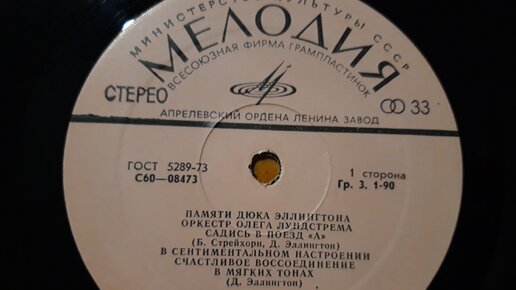 МИНИСТЕРСТВО КУЛЬТУРЫ СССР
МЕЛОДИЯ
ВСЕСОЮЗНАЯ ФИРМА ГРАМПЛАСТИНОК
СТЕРЕО
33
АПРЕЛЕВСКИЙ ОРДЕНА ЛЕНИНА ЗАВОД
ГОСТ 5289-73
С60—08473
1 сторона
Гр. 3. 1-90
ПАМЯТИ ДЮКА ЭЛЛИНГТОНА
ОРКЕСТР ОЛЕГА ЛУНДСТРЕМА
САДИСЬ В ПОЕЗД «А»
(Б. Стрейхорн, Д. Эллингтон)
В СЕНТИМЕНТАЛЬНОМ НАСТРОЕНИИ
СЧАСТЛИВОЕ ВОССОЕДИНЕНИЕ
В МЯГКИХ ТОНАХ
(Д. Эллингтон)